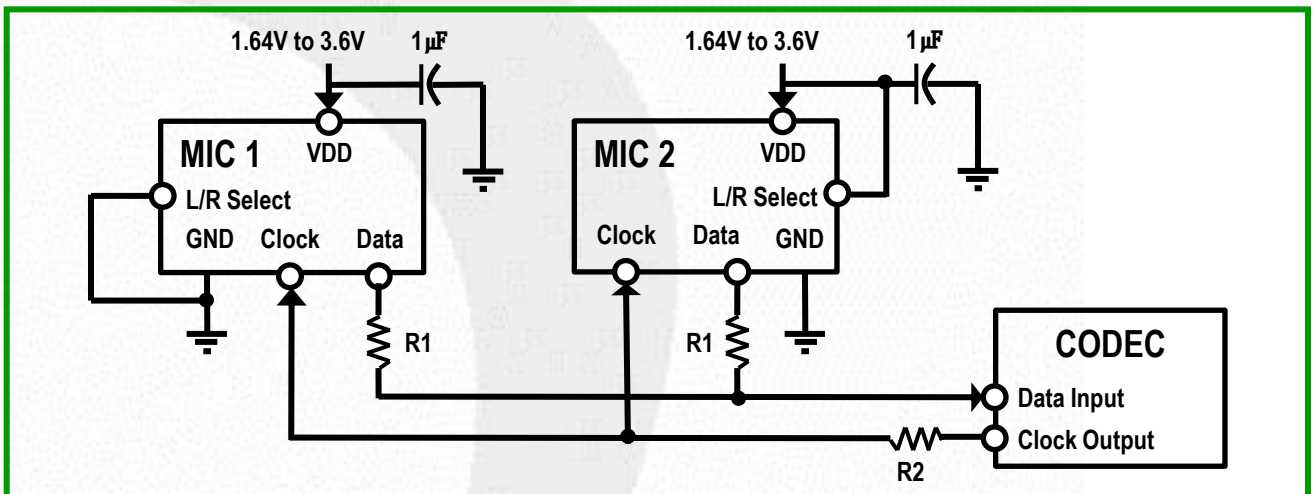 1.64V to 3.6V
1μF
1.64V to 3.6V
1μF
MIC 1
VDD
L/R Select
GND
Clock
Data
MIC 2
VDD
L/R Select
Clock
Data
GND
R1
R1
CODEC
Data Input
Clock Output
R2